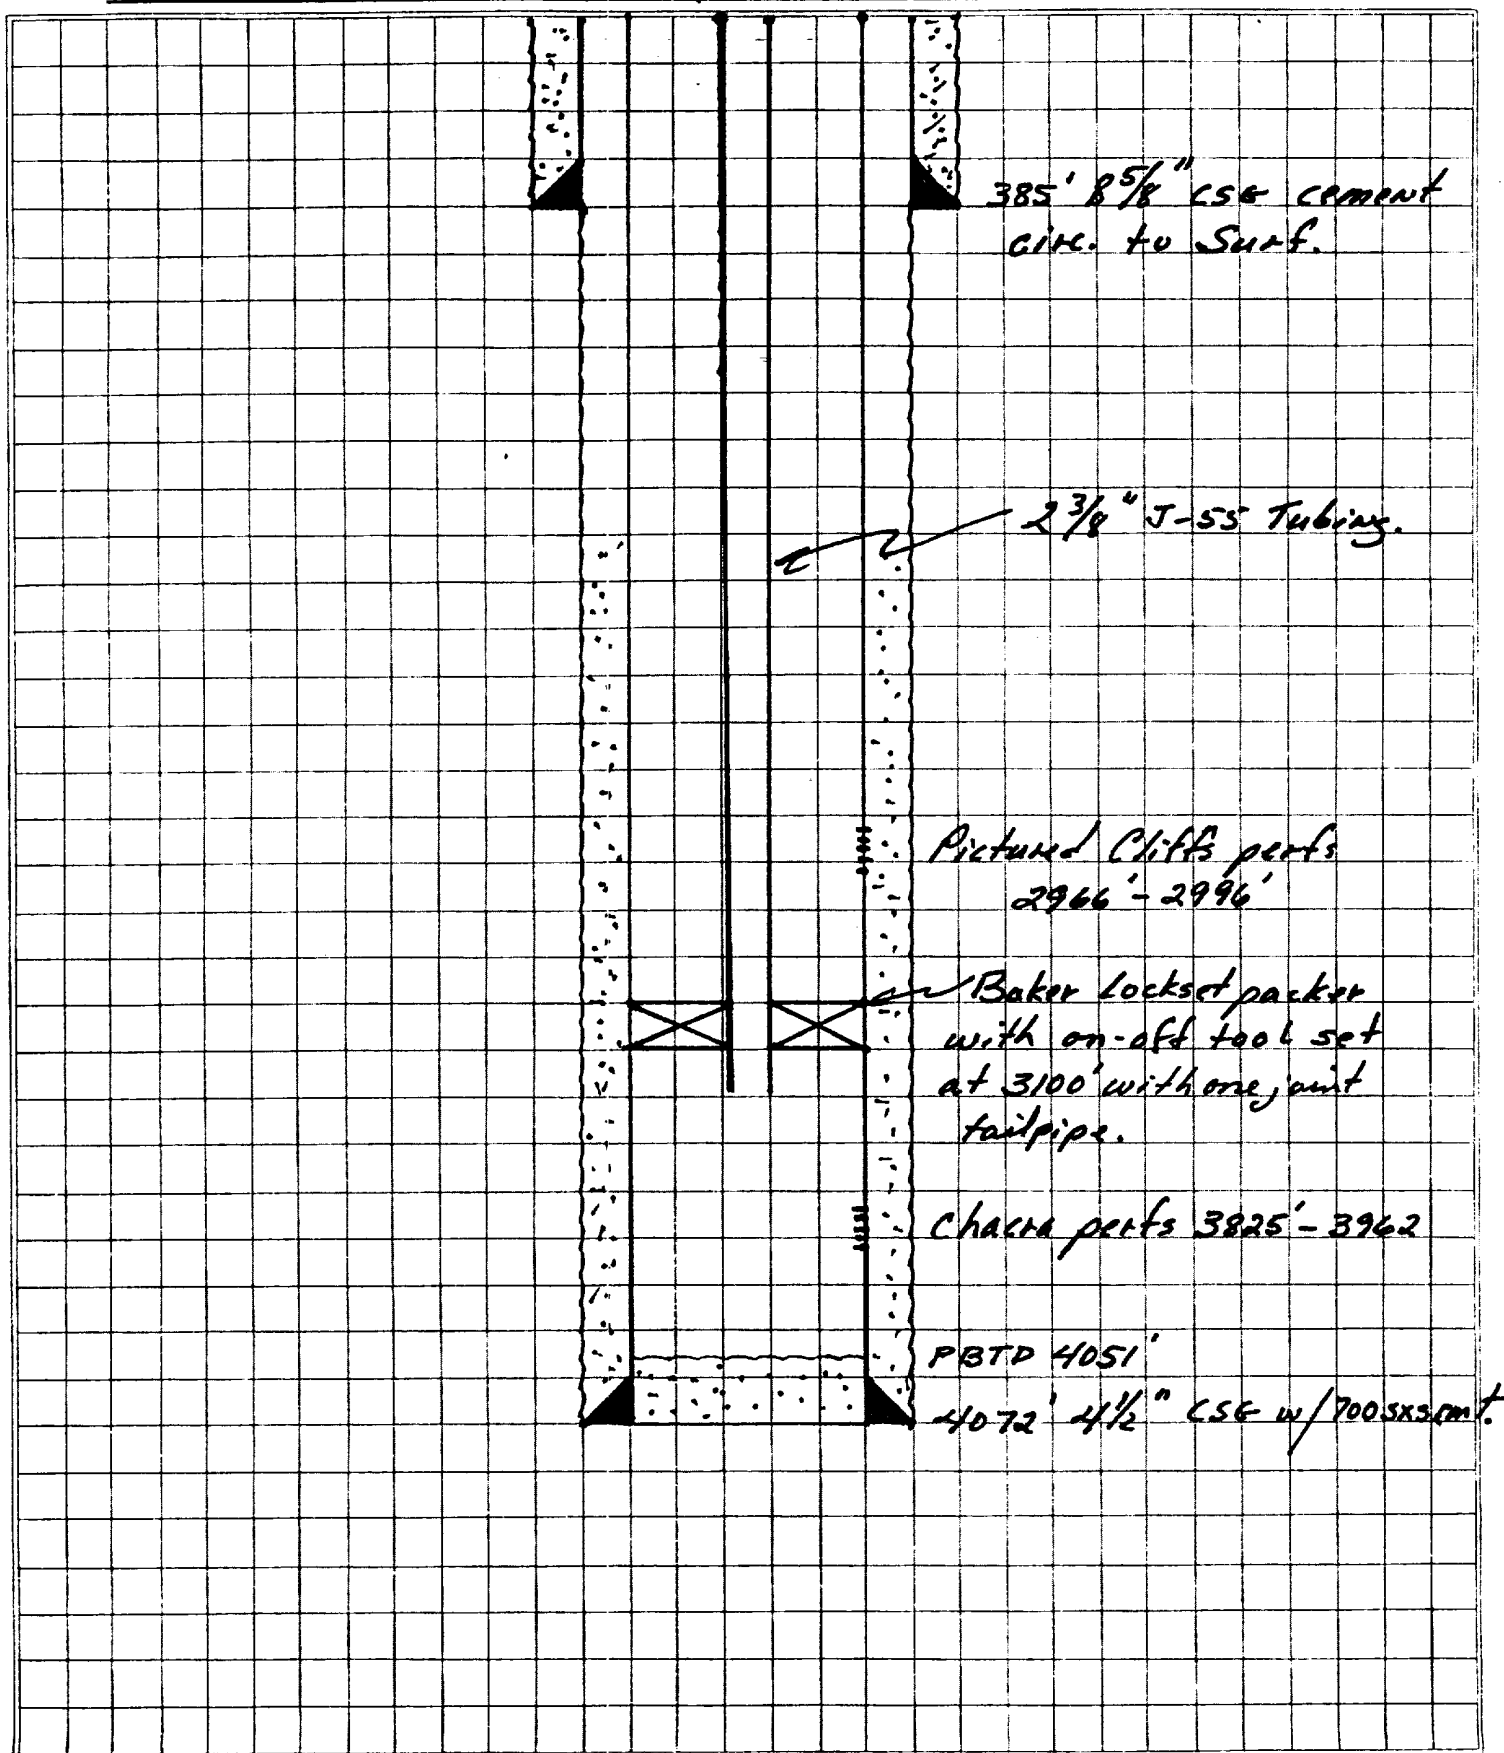 385' 8 5/8" CSG cement
circ. to Surf.
2 3/8" J-55 Tubing.
Pictured Cliffs perfs
2966' - 2996'
Baker Lockset packer
with on-off tool set
at 3100' with one joint
tailpipe.
Chacra perfs 3825' - 3962
PBTD 4051'
4072' 4 1/2" CSG w/700 sxs cmt.